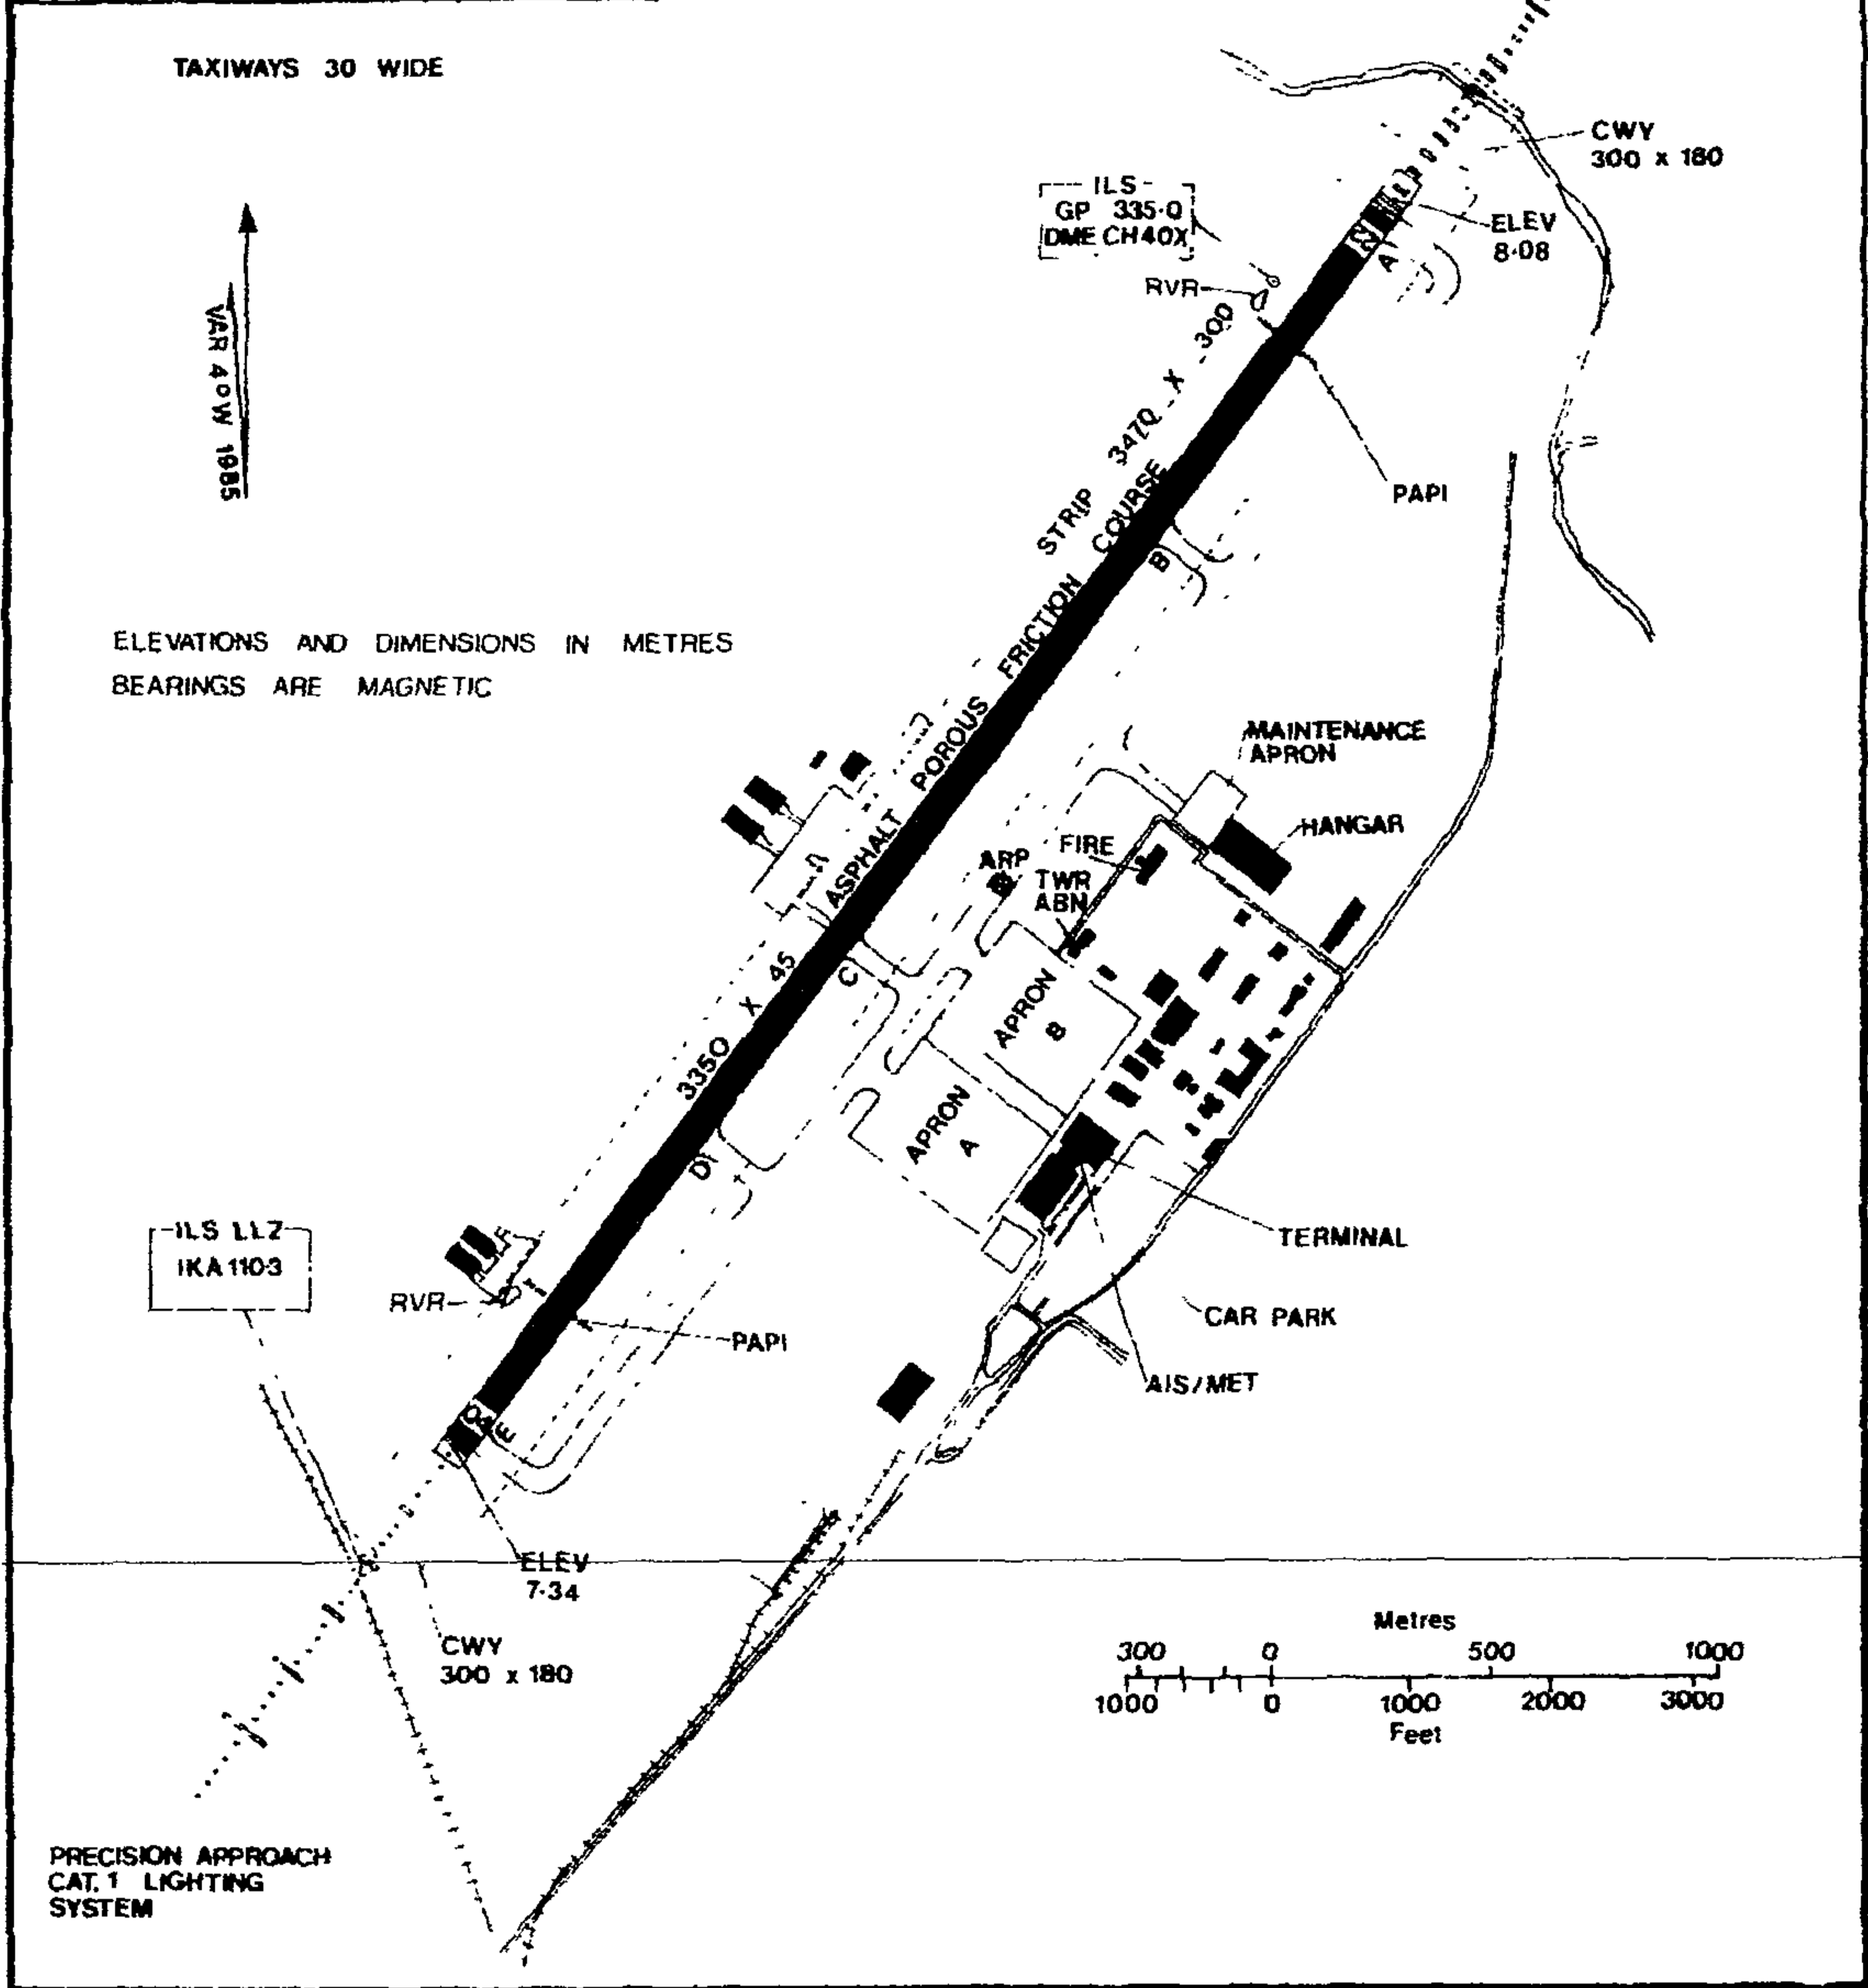 TAXIWAYS 30 WIDE
CWY
300 x 180
ILS
GP 335·0
DME CH40X
ELEV
8·08
RVR
22
A
VAR 4°W 1985
STRIP 3470 X 300
PAPI
3350 X 45 ASPHALT POROUS FRICTION COURSE
B
ELEVATIONS AND DIMENSIONS IN METRES
BEARINGS ARE MAGNETIC
MAINTENANCE
APRON
HANGAR
FIRE
ARP
TWR
ABN
C
APRON
B
APRON
A
D
ILS LLZ
IKA 110·3
TERMINAL
RVR
PAPI
CAR PARK
AIS/MET
04
E
ELEV
7·34
CWY
300 x 180
Metres
300 0 500 1000
1000 0 1000 2000 3000
Feet
PRECISION APPROACH
CAT. 1 LIGHTING
SYSTEM